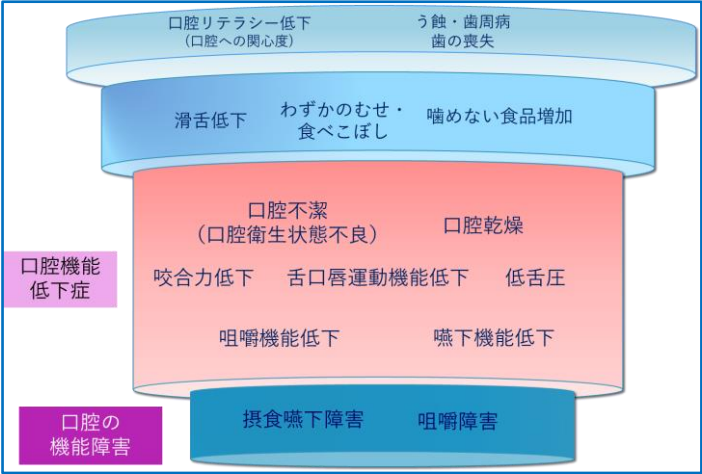 口腔リテラシー低下
(口腔への関心度)
う蝕・歯周病
歯の喪失
滑舌低下
わずかのむせ・
食べこぼし
噛めない食品増加
口腔不潔
(口腔衛生状態不良)
口腔乾燥
口腔機能
低下症
咬合力低下
舌口唇運動機能低下
低舌圧
咀嚼機能低下
嚥下機能低下
口腔の
機能障害
摂食嚥下障害
咀嚼障害